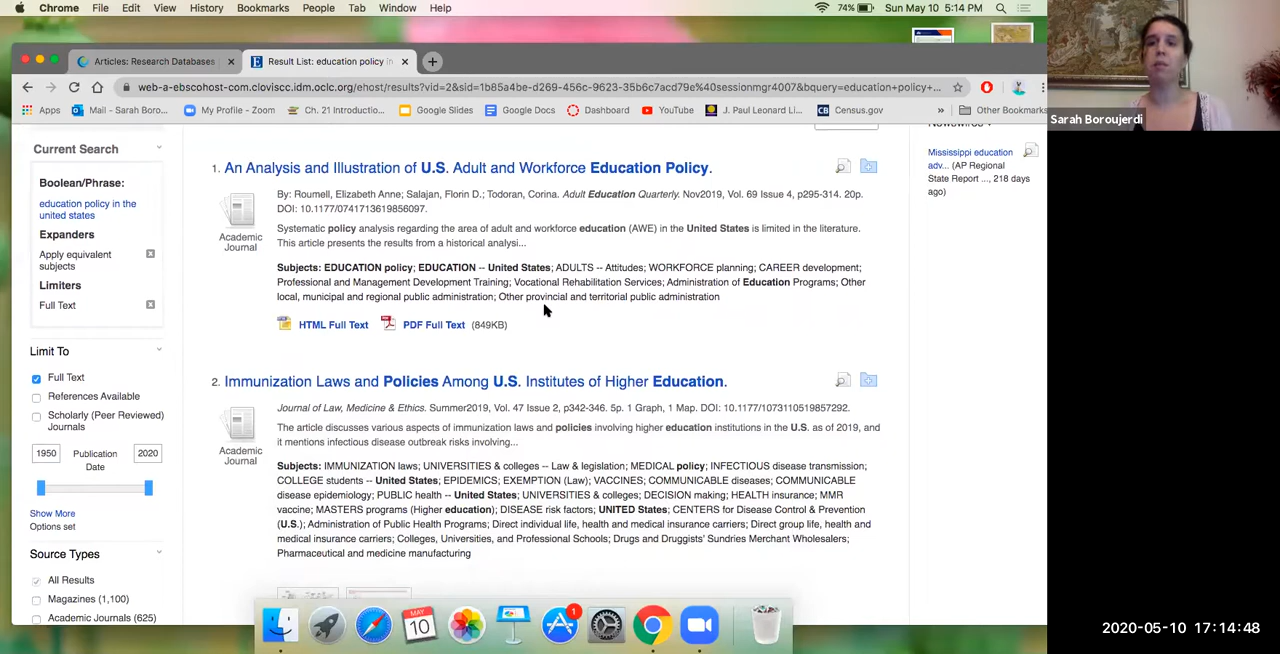 Chrome File Edit View History Bookmarks People Tab Window Help 74% Sun May 10 5:14 PM
Articles: Research Databases Result List: education policy in
web-a-ebscohost-com.cloviscc.idm.oclc.org/ehost/results?vid=2&sid=1b85a4be-d269-456c-9623-35b6c7acd79e%40sessionmgr4007&bquery=education+policy+...
Apps Mail - Sarah Boro... My Profile - Zoom Ch. 21 Introductio... Google Slides Google Docs Dashboard YouTube J. Paul Leonard Li... Census.gov » Other Bookmarks
Current Search
Boolean/Phrase:
education policy in the
united states
Expanders
Apply equivalent
subjects
Limiters
Full Text
Limit To
Full Text
References Available
Scholarly (Peer Reviewed)
Journals
1950 Publication Date 2020
Show More
Options set
Source Types
All Results
Magazines (1,100)
Academic Journals (625)
1. An Analysis and Illustration of U.S. Adult and Workforce Education Policy.
Academic
Journal
By: Roumell, Elizabeth Anne; Salajan, Florin D.; Todoran, Corina. Adult Education Quarterly. Nov2019, Vol. 69 Issue 4, p295-314. 20p.
DOI: 10.1177/0741713619856097.
Systematic policy analysis regarding the area of adult and workforce education (AWE) in the United States is limited in the literature.
This article presents the results from a historical analysi...
Subjects: EDUCATION policy; EDUCATION -- United States; ADULTS -- Attitudes; WORKFORCE planning; CAREER development;
Professional and Management Development Training; Vocational Rehabilitation Services; Administration of Education Programs; Other
local, municipal and regional public administration; Other provincial and territorial public administration
HTML Full Text PDF Full Text (849KB)
2. Immunization Laws and Policies Among U.S. Institutes of Higher Education.
Academic
Journal
Journal of Law, Medicine & Ethics. Summer2019, Vol. 47 Issue 2, p342-346. 5p. 1 Graph, 1 Map. DOI: 10.1177/1073110519857292.
The article discusses various aspects of immunization laws and policies involving higher education institutions in the U.S. as of 2019, and
it mentions infectious disease outbreak risks involving...
Subjects: IMMUNIZATION laws; UNIVERSITIES & colleges -- Law & legislation; MEDICAL policy; INFECTIOUS disease transmission;
COLLEGE students -- United States; EPIDEMICS; EXEMPTION (Law); VACCINES; COMMUNICABLE diseases; COMMUNICABLE
disease epidemiology; PUBLIC health -- United States; UNIVERSITIES & colleges; DECISION making; HEALTH insurance; MMR
vaccine; MASTERS programs (Higher education); DISEASE risk factors; UNITED States; CENTERS for Disease Control & Prevention
(U.S.); Administration of Public Health Programs; Direct individual life, health and medical insurance carriers; Direct group life, health and
medical insurance carriers; Colleges, Universities, and Professional Schools; Drugs and Druggists' Sundries Merchant Wholesalers;
Pharmaceutical and medicine manufacturing
Mississippi education
adv... (AP Regional
State Report ..., 218 days
ago)
MAY
10
1
Sarah Boroujerdi
2020-05-10 17:14:48